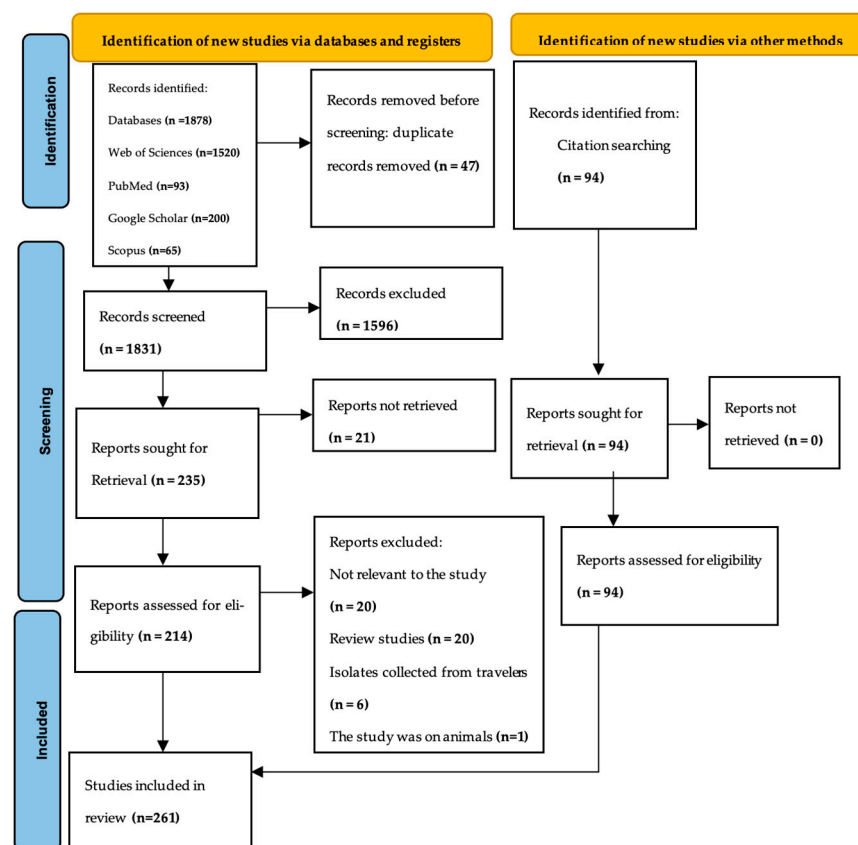 Identification of new studies via databases and registers
Identification of new studies via other methods
Identification
Records identified:
Databases (n =1878)
Web of Sciences (n=1520)
PubMed (n=93)
Google Scholar (n=200)
Scopus (n=65)
Records removed before
screening: duplicate
records removed (n = 47)
Records identified from:
Citation searching
(n = 94)
Screening
Records screened
(n = 1831)
Records excluded
(n = 1596)
Reports sought for
Retrieval (n = 235)
Reports not retrieved
(n = 21)
Reports sought for
retrieval (n = 94)
Reports not
retrieved (n = 0)
Reports assessed for eli-
gibility (n = 214)
Reports excluded:
Not relevant to the study
(n = 20)
Review studies (n = 20)
Isolates collected from travelers
(n = 6)
The study was on animals (n=1)
Reports assessed for eligibility
(n = 94)
Included
Studies included in
review (n=261)